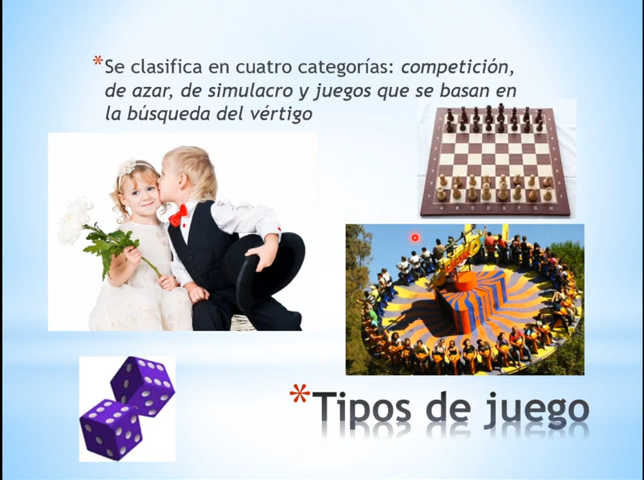 *Se clasifica en cuatro categorías: competición,
de azar, de simulacro y juegos que se basan en
la búsqueda del vértigo
*Tipos de juego